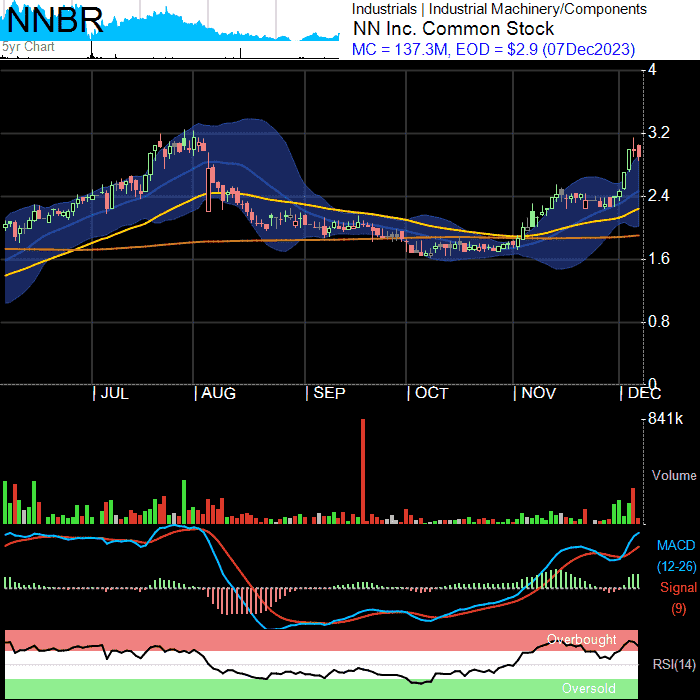 NNBR
5yr Chart
Industrials | Industrial Machinery/Components
NN Inc. Common Stock
MC = 137.3M, EOD = $2.9 (07Dec2023)
4
3.2
2.4
1.6
0.8
0
| JUL | AUG | SEP | OCT | NOV | DEC
841k
Volume
MACD
(12-26)
Signal
(9)
Overbought
RSI(14)
Oversold